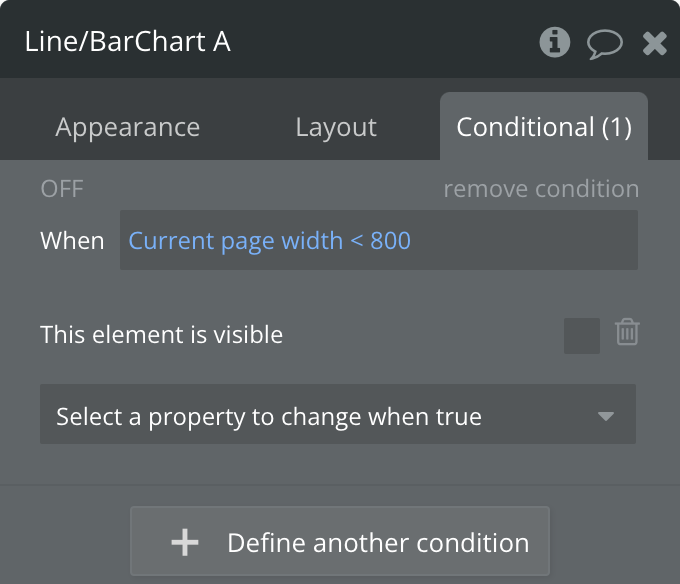 Line/BarChart A
Appearance Layout Conditional (1)
OFF remove condition
When Current page width < 800
This element is visible
Select a property to change when true
Define another condition